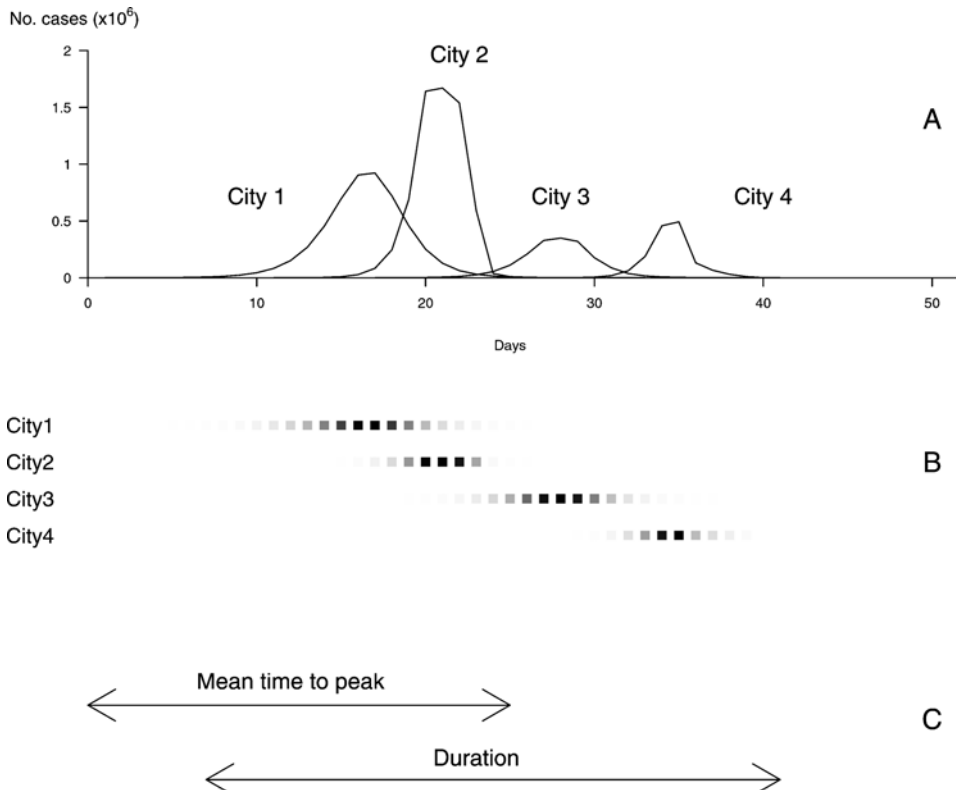 No. cases (x10⁶)
City 2
2
1.5
A
1
City 1
City 3
City 4
0.5
0
0
10
20
30
40
50
Days
City1
City2
B
City3
City4
Mean time to peak
C
Duration